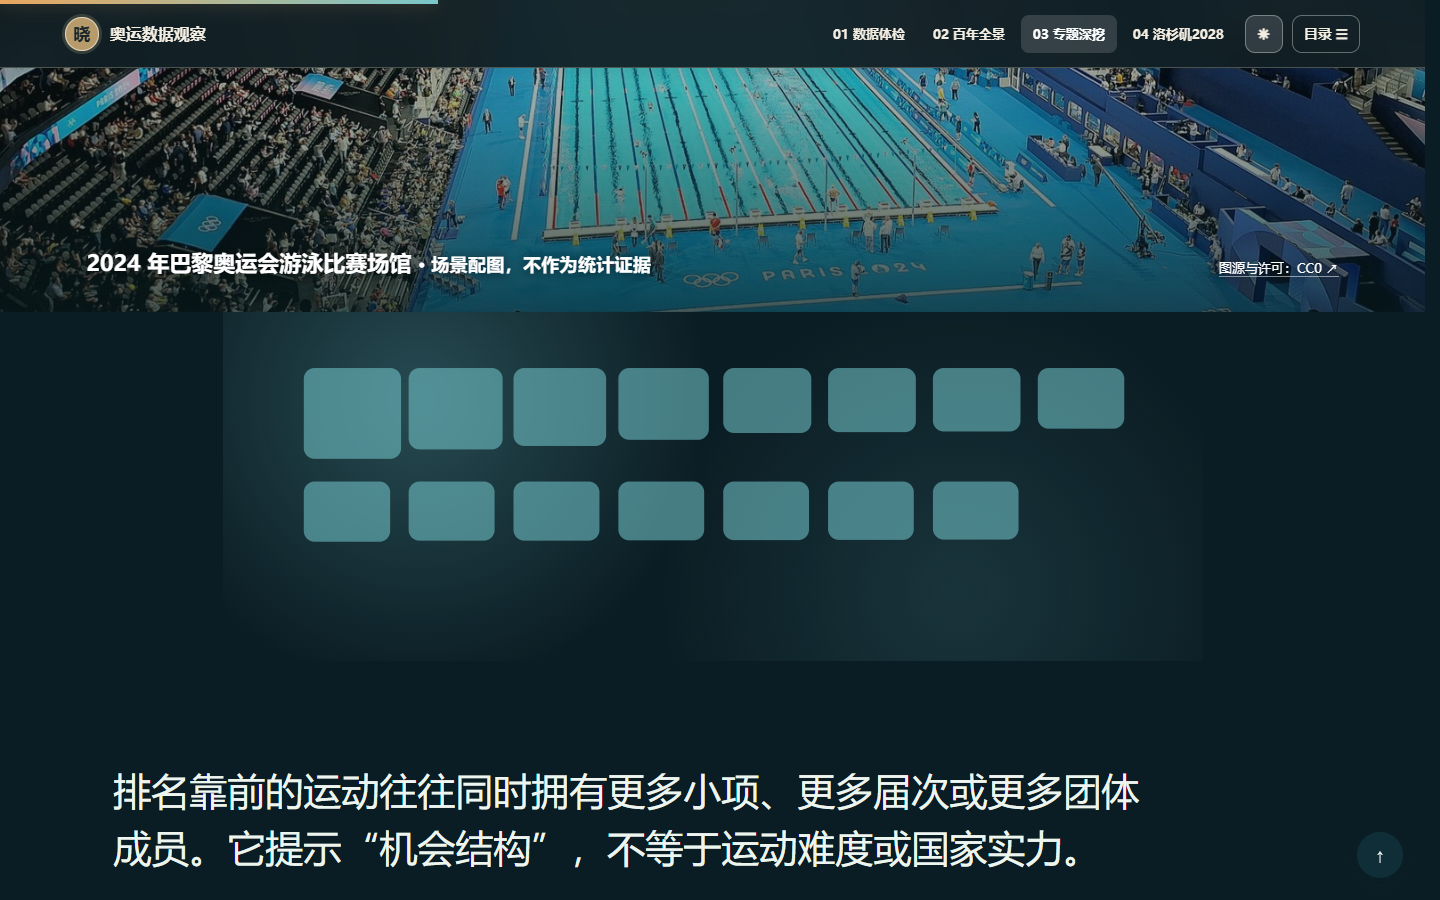 晓 奥运数据观察
01 数据体检 02 百年全景 03 专题深挖 04 洛杉矶2028 目录 ☰
PARIS 2024
2024 年巴黎奥运会游泳比赛场馆 • 场景配图，不作为统计证据
图源与许可：CC0 ↗
排名靠前的运动往往同时拥有更多小项、更多届次或更多团体
成员。它提示“机会结构”，不等于运动难度或国家实力。
↑